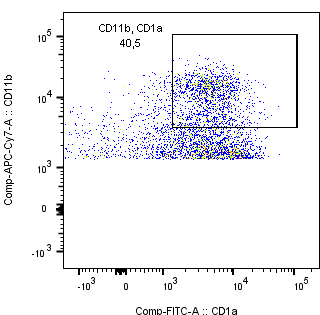 CD11b, CD1a
40,5
10^5
10^4
10^3
0
-10^3
Comp-APC-Cy7-A :: CD11b
-10^3 0 10^3 10^4 10^5
Comp-FITC-A :: CD1a